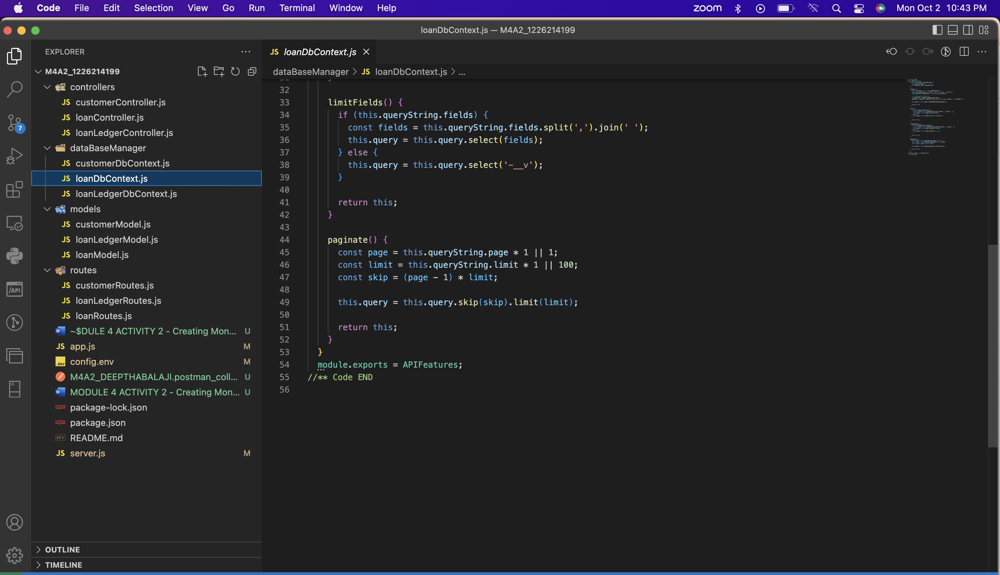 Code File Edit Selection View Go Run Terminal Window Help zoom Mon Oct 2 10:43 PM
loanDbContext.js — M4A2_1226214199
EXPLORER
M4A2_1226214199
controllers
JS customerController.js
JS loanController.js
JS loanLedgerController.js
dataBaseManager
JS customerDbContext.js
JS loanDbContext.js
JS loanLedgerDbContext.js
models
JS customerModel.js
JS loanLedgerModel.js
JS loanModel.js
routes
JS customerRoutes.js
JS loanLedgerRoutes.js
JS loanRoutes.js
W ~$DULE 4 ACTIVITY 2 - Creating Mon... U
JS app.js M
.ENV config.env M
M4A2_DEEPTHABALAJI.postman_coll... U
W MODULE 4 ACTIVITY 2 - Creating Mon... U
package-lock.json
package.json
README.md
JS server.js M
OUTLINE
TIMELINE
7
/API
JS loanDbContext.js
dataBaseManager > JS loanDbContext.js > ...
31 }
32
33 limitFields() {
34 if (this.queryString.fields) {
35 const fields = this.queryString.fields.split(',').join(' ');
36 this.query = this.query.select(fields);
37 } else {
38 this.query = this.query.select('-__v');
39 }
40
41 return this;
42 }
43
44 paginate() {
45 const page = this.queryString.page * 1 || 1;
46 const limit = this.queryString.limit * 1 || 100;
47 const skip = (page - 1) * limit;
48
49 this.query = this.query.skip(skip).limit(limit);
50
51 return this;
52 }
53 }
54 module.exports = APIFeatures;
55 //** Code END
56